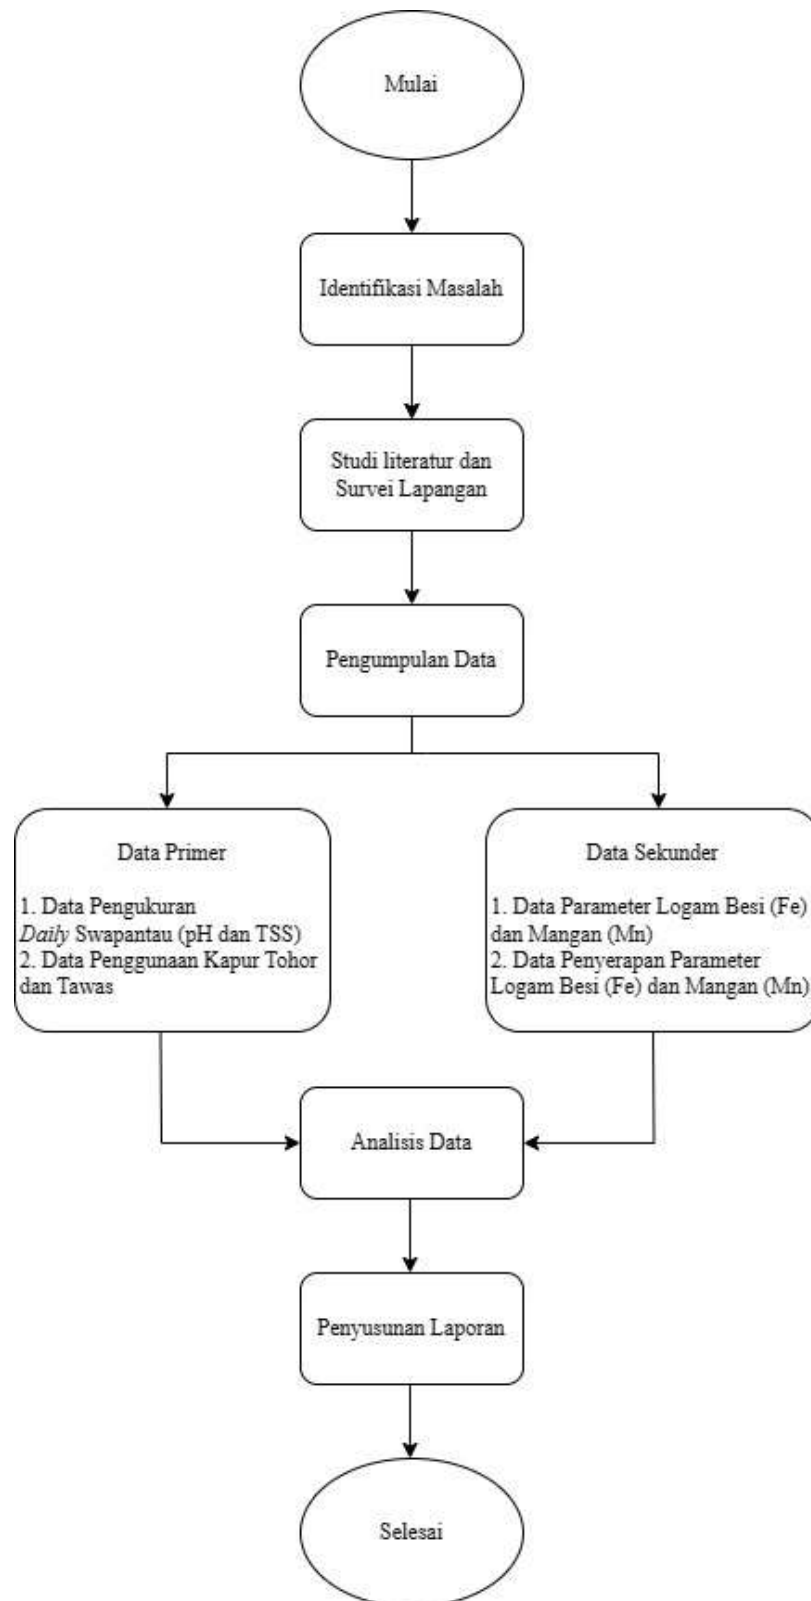 Mulai
Identifikasi Masalah
Studi literatur dan
Survei Lapangan
Pengumpulan Data
Data Primer
1. Data Pengukuran
Daily Swapantau (pH dan TSS)
2. Data Penggunaan Kapur Tohor
dan Tawas
Data Sekunder
1. Data Parameter Logam Besi (Fe)
dan Mangan (Mn)
2. Data Penyerapan Parameter
Logam Besi (Fe) dan Mangan (Mn)
Analisis Data
Penyusunan Laporan
Selesai